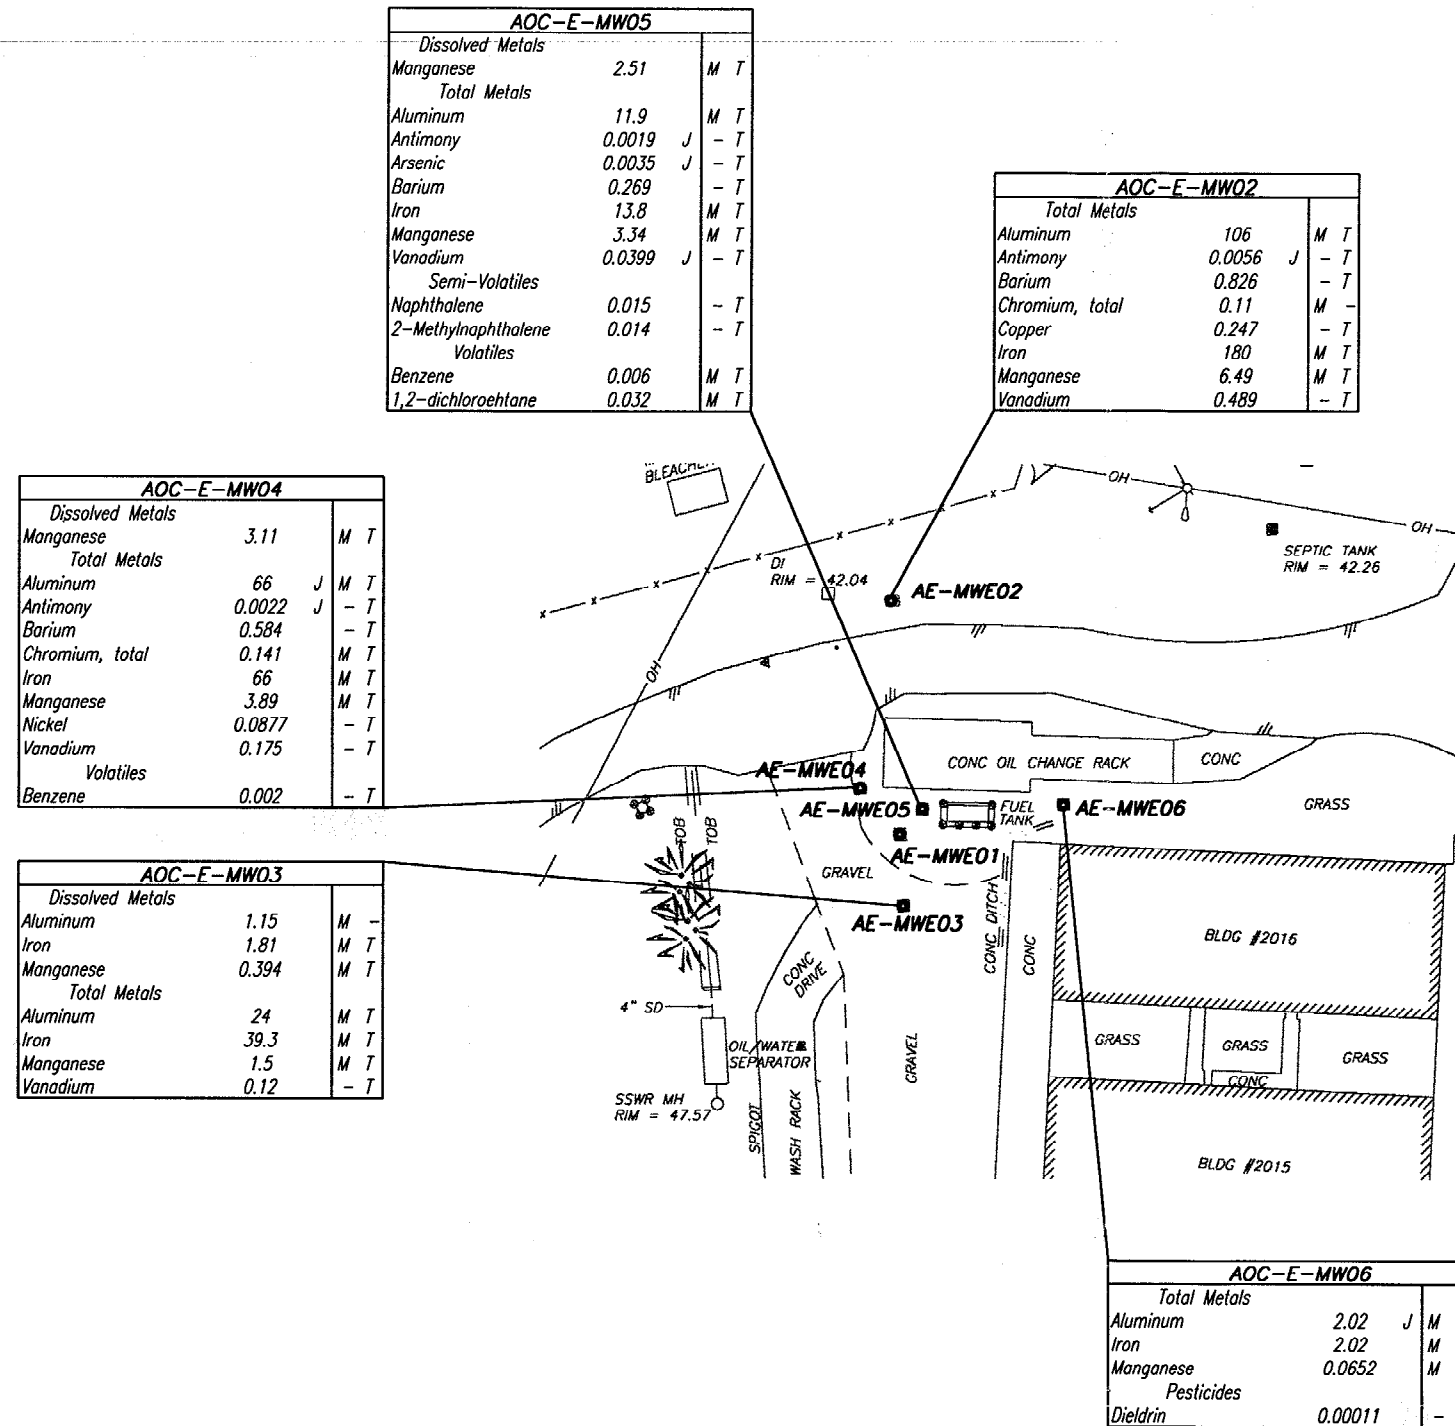 AOC-E-MW05
Dissolved Metals
Manganese 2.51 M T
Total Metals
Aluminum 11.9 M T
Antimony 0.0019 J - T
Arsenic 0.0035 J - T
Barium 0.269 - T
Iron 13.8 M T
Manganese 3.34 M T
Vanadium 0.0399 J - T
Semi-Volatiles
Naphthalene 0.015 - T
2-Methylnaphthalene 0.014 - T
Volatiles
Benzene 0.006 M T
1,2-dichloroehtane 0.032 M T
AOC-E-MW02
Total Metals
Aluminum 106 M T
Antimony 0.0056 J - T
Barium 0.826 - T
Chromium, total 0.11 M -
Copper 0.247 - T
Iron 180 M T
Manganese 6.49 M T
Vanadium 0.489 - T
AOC-E-MW04
Dissolved Metals
Manganese 3.11 M T
Total Metals
Aluminum 66 J M T
Antimony 0.0022 J - T
Barium 0.584 - T
Chromium, total 0.141 M T
Iron 66 M T
Manganese 3.89 M T
Nickel 0.0877 - T
Vanadium 0.175 - T
Volatiles
Benzene 0.002 - T
AOC-E-MW03
Dissolved Metals
Aluminum 1.15 M -
Iron 1.81 M T
Manganese 0.394 M T
Total Metals
Aluminum 24 M T
Iron 39.3 M T
Manganese 1.5 M T
Vanadium 0.12 - T
OH
OH
SEPTIC TANK
RIM = 42.26
DI
RIM = 42.04
AE-MWE02
OH
CONC OIL CHANGE RACK
CONC
AE-MWE04
AE-MWE05
FUEL
TANK
AE-MWE06
GRASS
AE-MWE01
TOB
TOB
GRAVEL
AE-MWE03
CONC DITCH
CONC
BLDG #2016
CONC
DRIVE
4" SD
OIL/WATER
SEPARATOR
GRAVEL
GRASS
GRASS
GRASS
CONC
SSWR MH
RIM = 47.57
SPIGOT
WASH RACK
BLDG #2015
AOC-E-MW06
Total Metals
Aluminum 2.02 J M
Iron 2.02 M
Manganese 0.0652 M
Pesticides
Dieldrin 0.00011 -